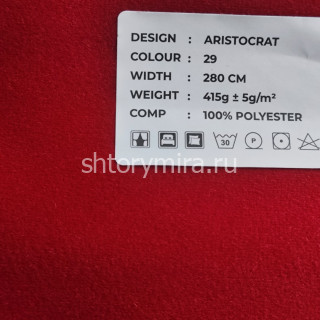 DESIGN : ARISTOCRAT
COLOUR : 29
WIDTH : 280 CM
WEIGHT : 415g ± 5g/m²
COMP : 100% POLYESTER
30 P
shtorymira.ru